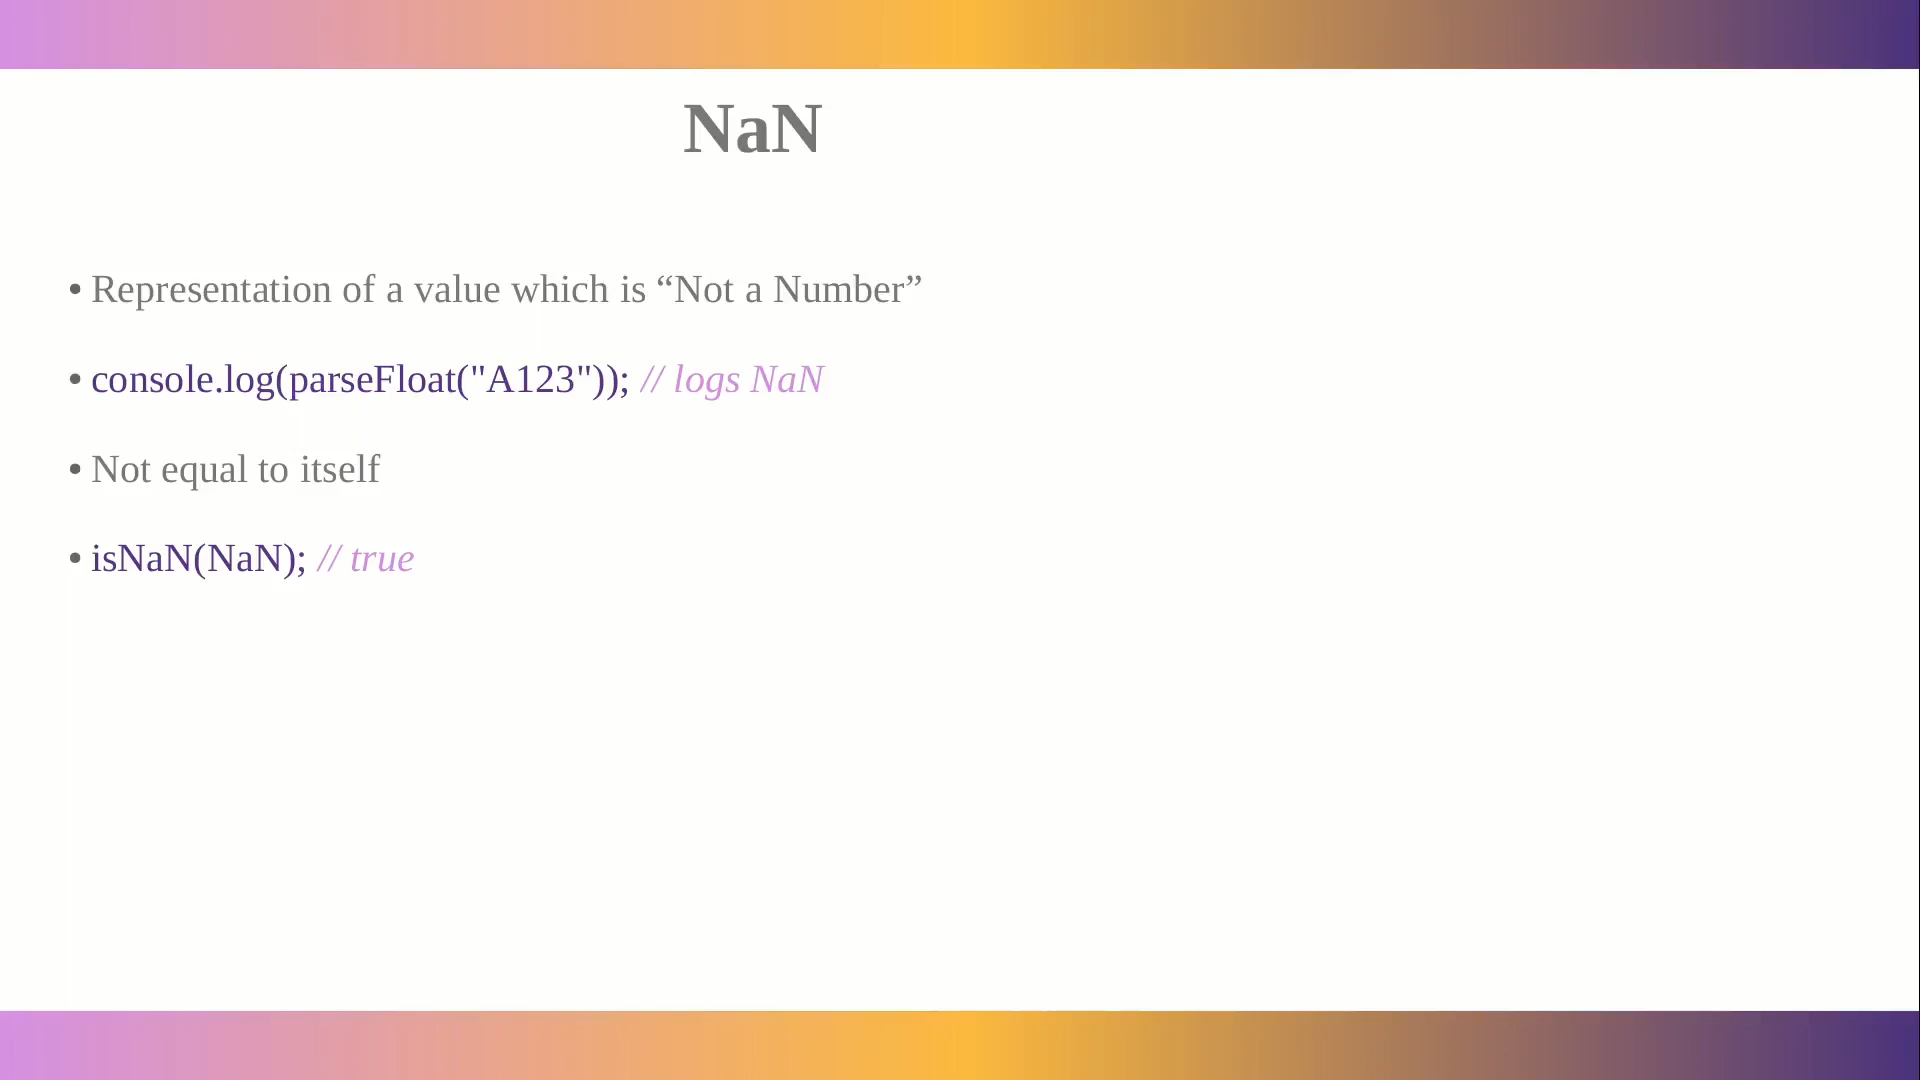 NaN
• Representation of a value which is “Not a Number”
• console.log(parseFloat("A123")); // logs NaN
• Not equal to itself
• isNaN(NaN); // true